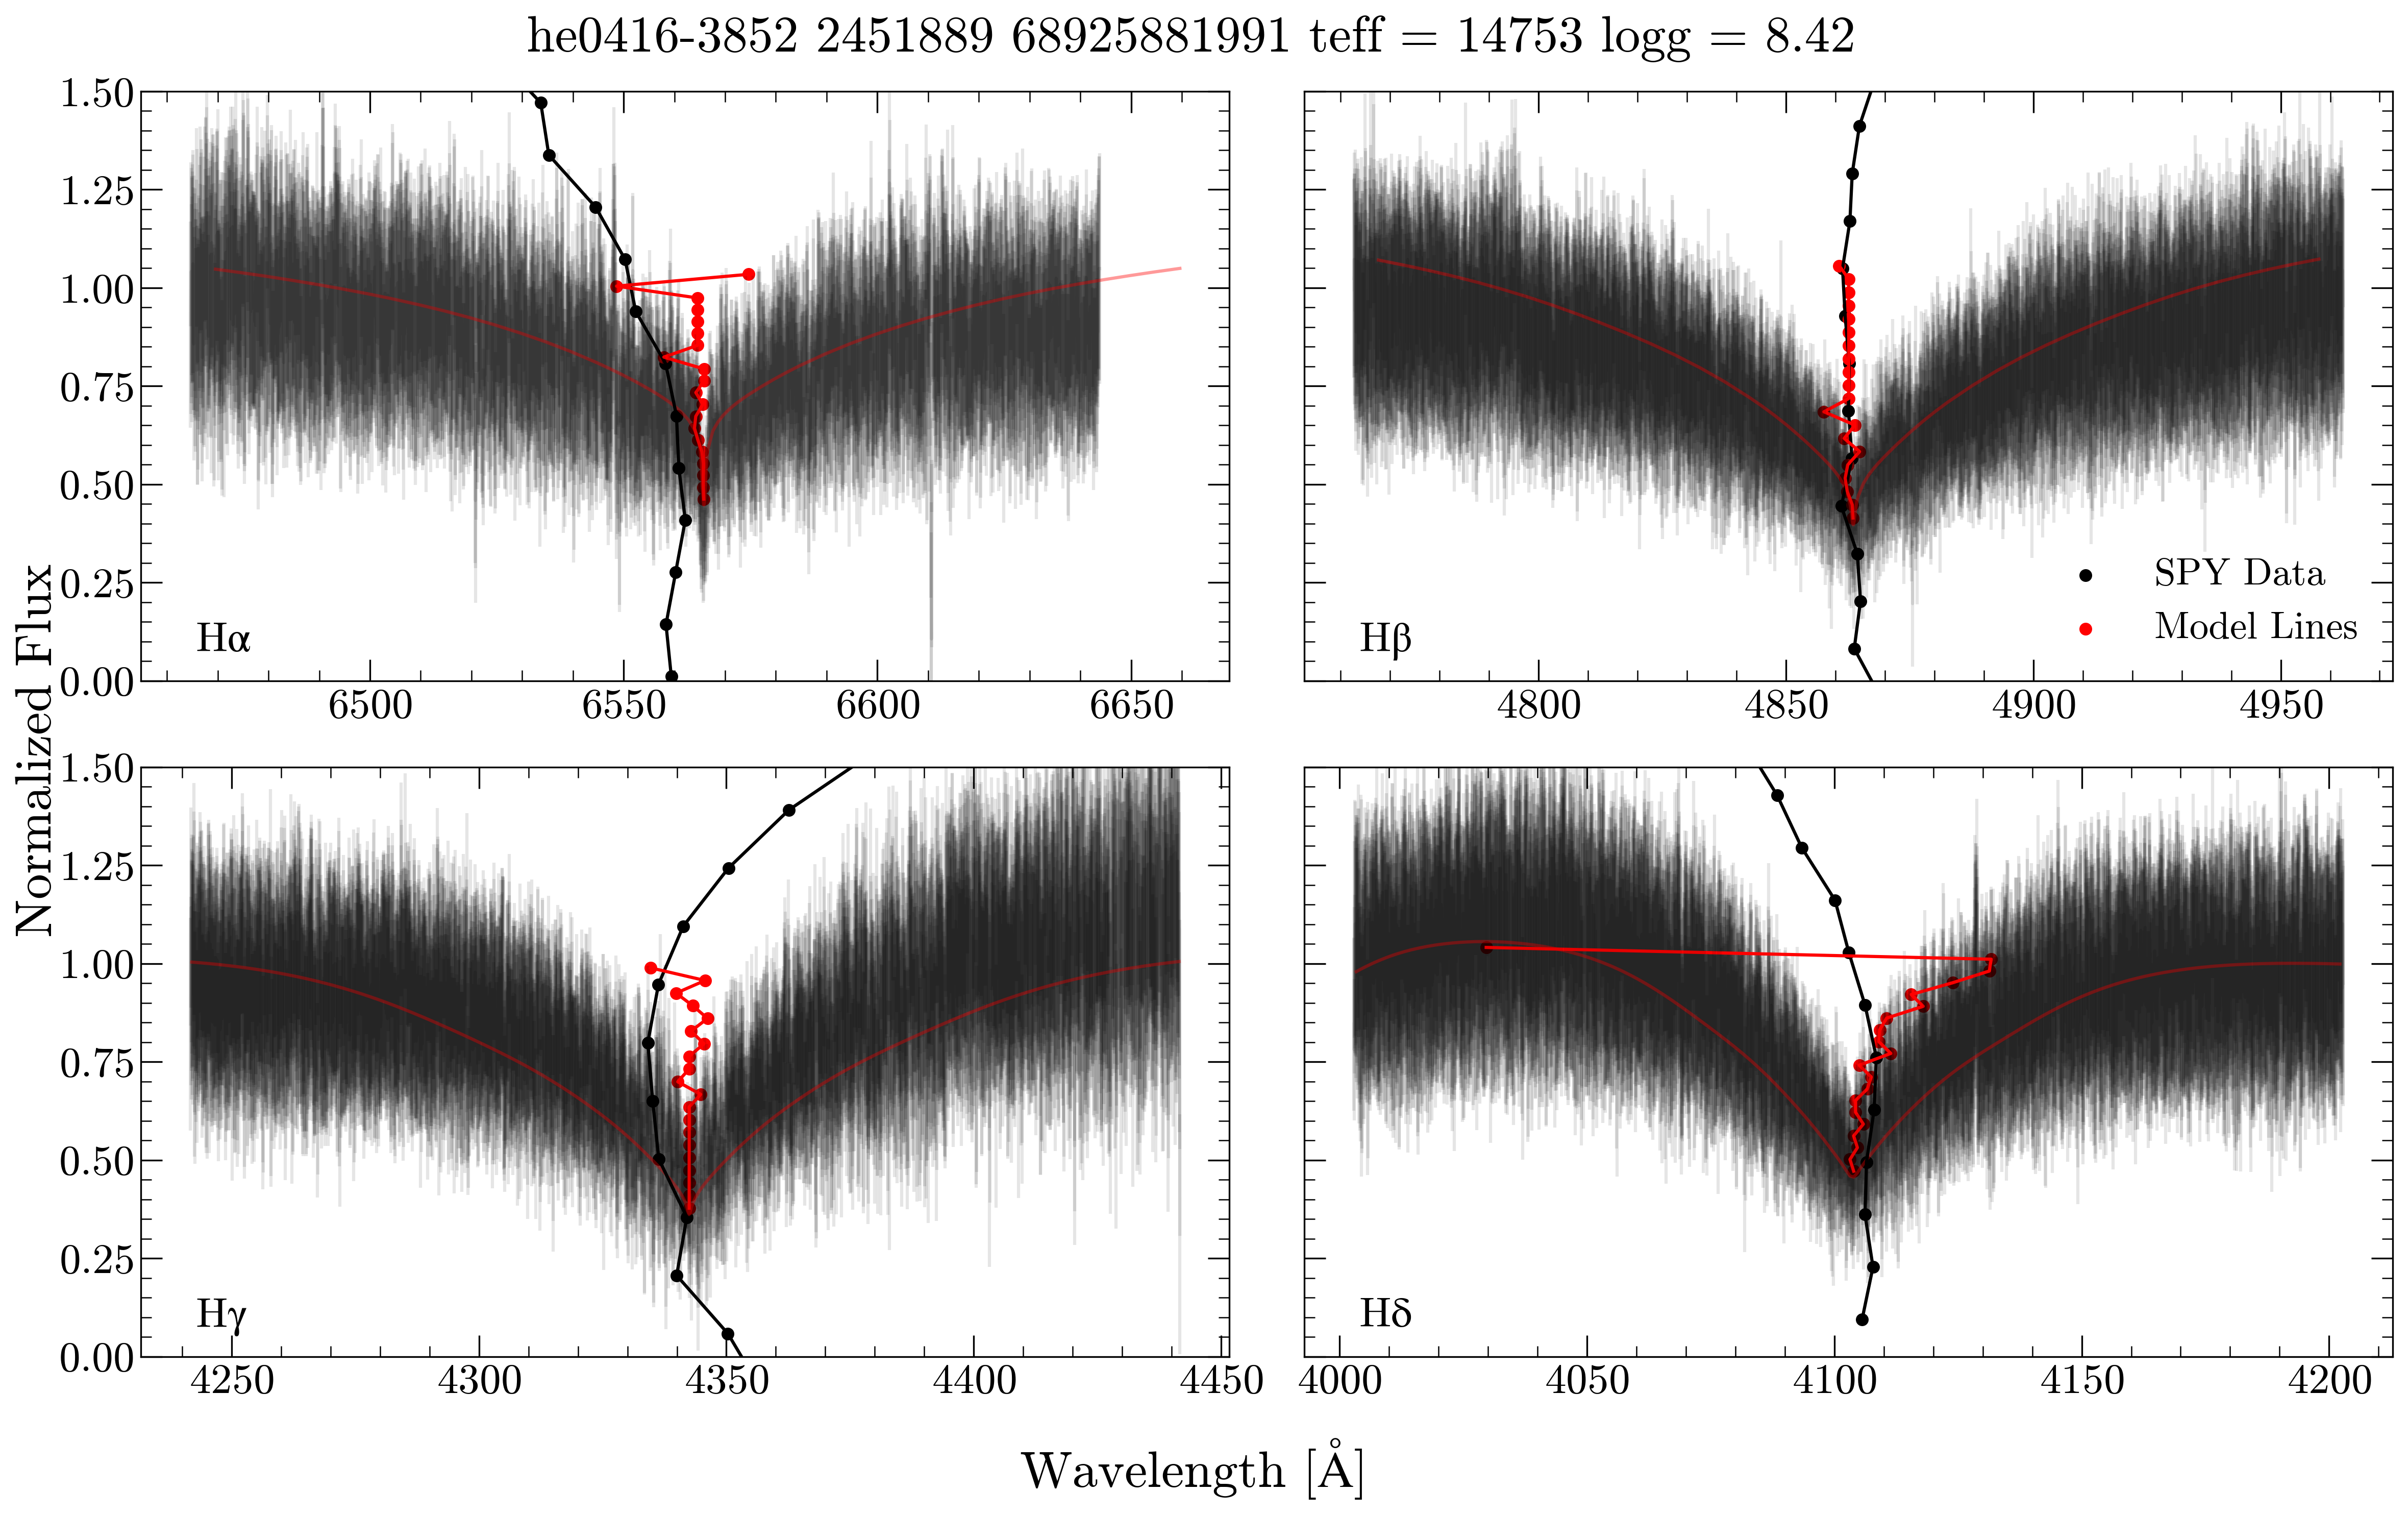 he0416-3852 2451889 68925881991 teff = 14753 logg = 8.42
Normalized Flux
1.50
1.25
1.00
0.75
0.50
0.25
0.00
Hα
6500 6550 6600 6650
Hβ
SPY Data
Model Lines
4800 4850 4900 4950
1.50
1.25
1.00
0.75
0.50
0.25
0.00
Hγ
4250 4300 4350 4400 4450
Hδ
4000 4050 4100 4150 4200
Wavelength [Å]